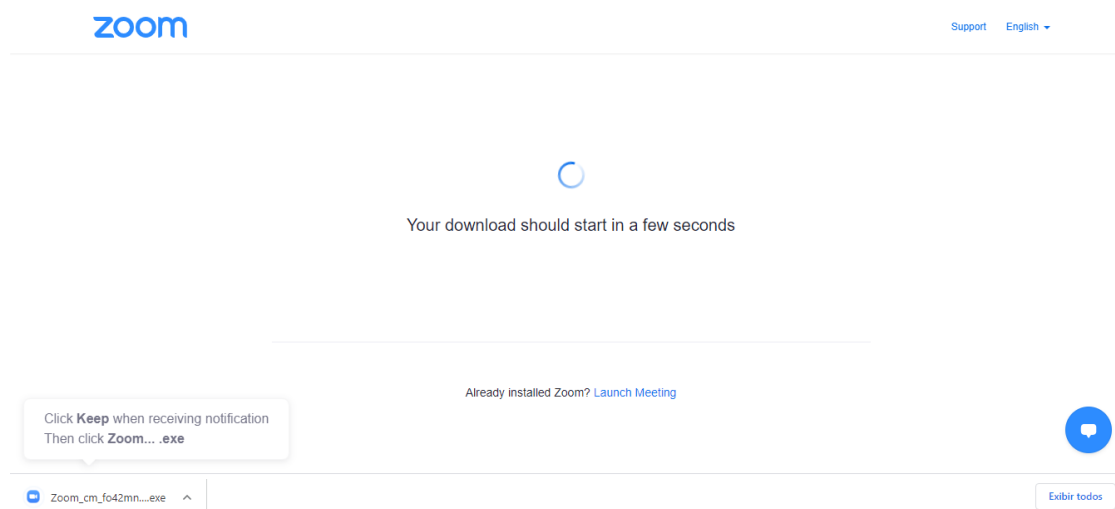 zoom
Support English
Your download should start in a few seconds
Already installed Zoom? Launch Meeting
Click Keep when receiving notification
Then click Zoom... .exe
Zoom_cm_fo42mn....exe
Exibir todos